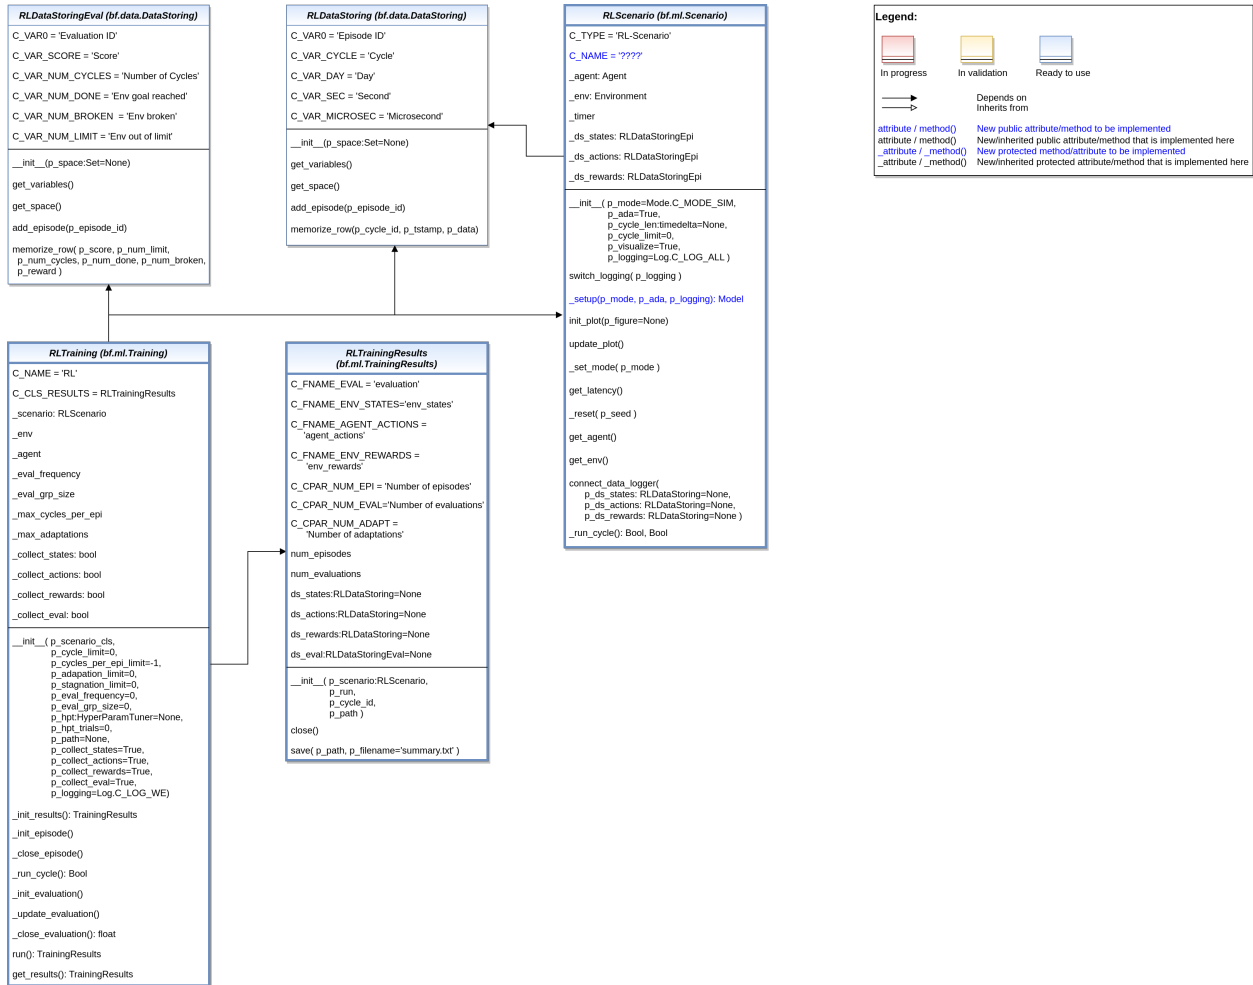 RLDataStoringEval (bf.data.DataStoring)
C_VAR0 = 'Evaluation ID'
C_VAR_SCORE = 'Score'
C_VAR_NUM_CYCLES = 'Number of Cycles'
C_VAR_NUM_DONE = 'Env goal reached'
C_VAR_NUM_BROKEN  = 'Env broken'
C_VAR_NUM_LIMIT = 'Env out of limit'
__init__(p_space:Set=None)
get_variables()
get_space()
add_episode(p_episode_id)
memorize_row( p_score, p_num_limit,
p_num_cycles, p_num_done, p_num_broken,
p_reward )
RLDataStoring (bf.data.DataStoring)
C_VAR0 = 'Episode ID'
C_VAR_CYCLE = 'Cycle'
C_VAR_DAY = 'Day'
C_VAR_SEC = 'Second'
C_VAR_MICROSEC = 'Microsecond'
__init__(p_space:Set=None)
get_variables()
get_space()
add_episode(p_episode_id)
memorize_row(p_cycle_id, p_tstamp, p_data)
RLScenario (bf.ml.Scenario)
C_TYPE = 'RL-Scenario'
C_NAME = '????'
_agent: Agent
_env: Environment
_timer
_ds_states: RLDataStoringEpi
_ds_actions: RLDataStoringEpi
_ds_rewards: RLDataStoringEpi
__init__( p_mode=Mode.C_MODE_SIM,
p_ada=True,
p_cycle_len:timedelta=None,
p_cycle_limit=0,
p_visualize=True,
p_logging=Log.C_LOG_ALL )
switch_logging( p_logging )
_setup(p_mode, p_ada, p_logging): Model
init_plot(p_figure=None)
update_plot()
_set_mode( p_mode )
get_latency()
_reset( p_seed )
get_agent()
get_env()
connect_data_logger(
p_ds_states: RLDataStoring=None,
p_ds_actions: RLDataStoring=None,
p_ds_rewards: RLDataStoring=None )
_run_cycle(): Bool, Bool
Legend:
In progress
In validation
Ready to use
Depends on
Inherits from
attribute / method() New public attribute/method to be implemented
attribute / method() New/inherited public attribute/method that is implemented here
_attribute / _method() New protected method/attribute to be implemented
_attribute / _method() New/inherited protected attribute/method that is implemented here
RLTraining (bf.ml.Training)
C_NAME = 'RL'
C_CLS_RESULTS = RLTrainingResults
_scenario: RLScenario
_env
_agent
_eval_frequency
_eval_grp_size
_max_cycles_per_epi
_max_adaptations
_collect_states: bool
_collect_actions: bool
_collect_rewards: bool
_collect_eval: bool
__init__( p_scenario_cls,
p_cycle_limit=0,
p_cycles_per_epi_limit=-1,
p_adapation_limit=0,
p_stagnation_limit=0,
p_eval_frequency=0,
p_eval_grp_size=0,
p_hpt:HyperParamTuner=None,
p_hpt_trials=0,
p_path=None,
p_collect_states=True,
p_collect_actions=True,
p_collect_rewards=True,
p_collect_eval=True,
p_logging=Log.C_LOG_WE)
_init_results(): TrainingResults
_init_episode()
_close_episode()
_run_cycle(): Bool
_init_evaluation()
_update_evaluation()
_close_evaluation(): float
run(): TrainingResults
get_results(): TrainingResults
RLTrainingResults
(bf.ml.TrainingResults)
C_FNAME_EVAL = 'evaluation'
C_FNAME_ENV_STATES='env_states'
C_FNAME_AGENT_ACTIONS =
'agent_actions'
C_FNAME_ENV_REWARDS =
'env_rewards'
C_CPAR_NUM_EPI = 'Number of episodes'
C_CPAR_NUM_EVAL='Number of evaluations'
C_CPAR_NUM_ADAPT =
'Number of adaptations'
num_episodes
num_evaluations
ds_states:RLDataStoring=None
ds_actions:RLDataStoring=None
ds_rewards:RLDataStoring=None
ds_eval:RLDataStoringEval=None
__init__( p_scenario:RLScenario,
p_run,
p_cycle_id,
p_path )
close()
save( p_path, p_filename='summary.txt' )